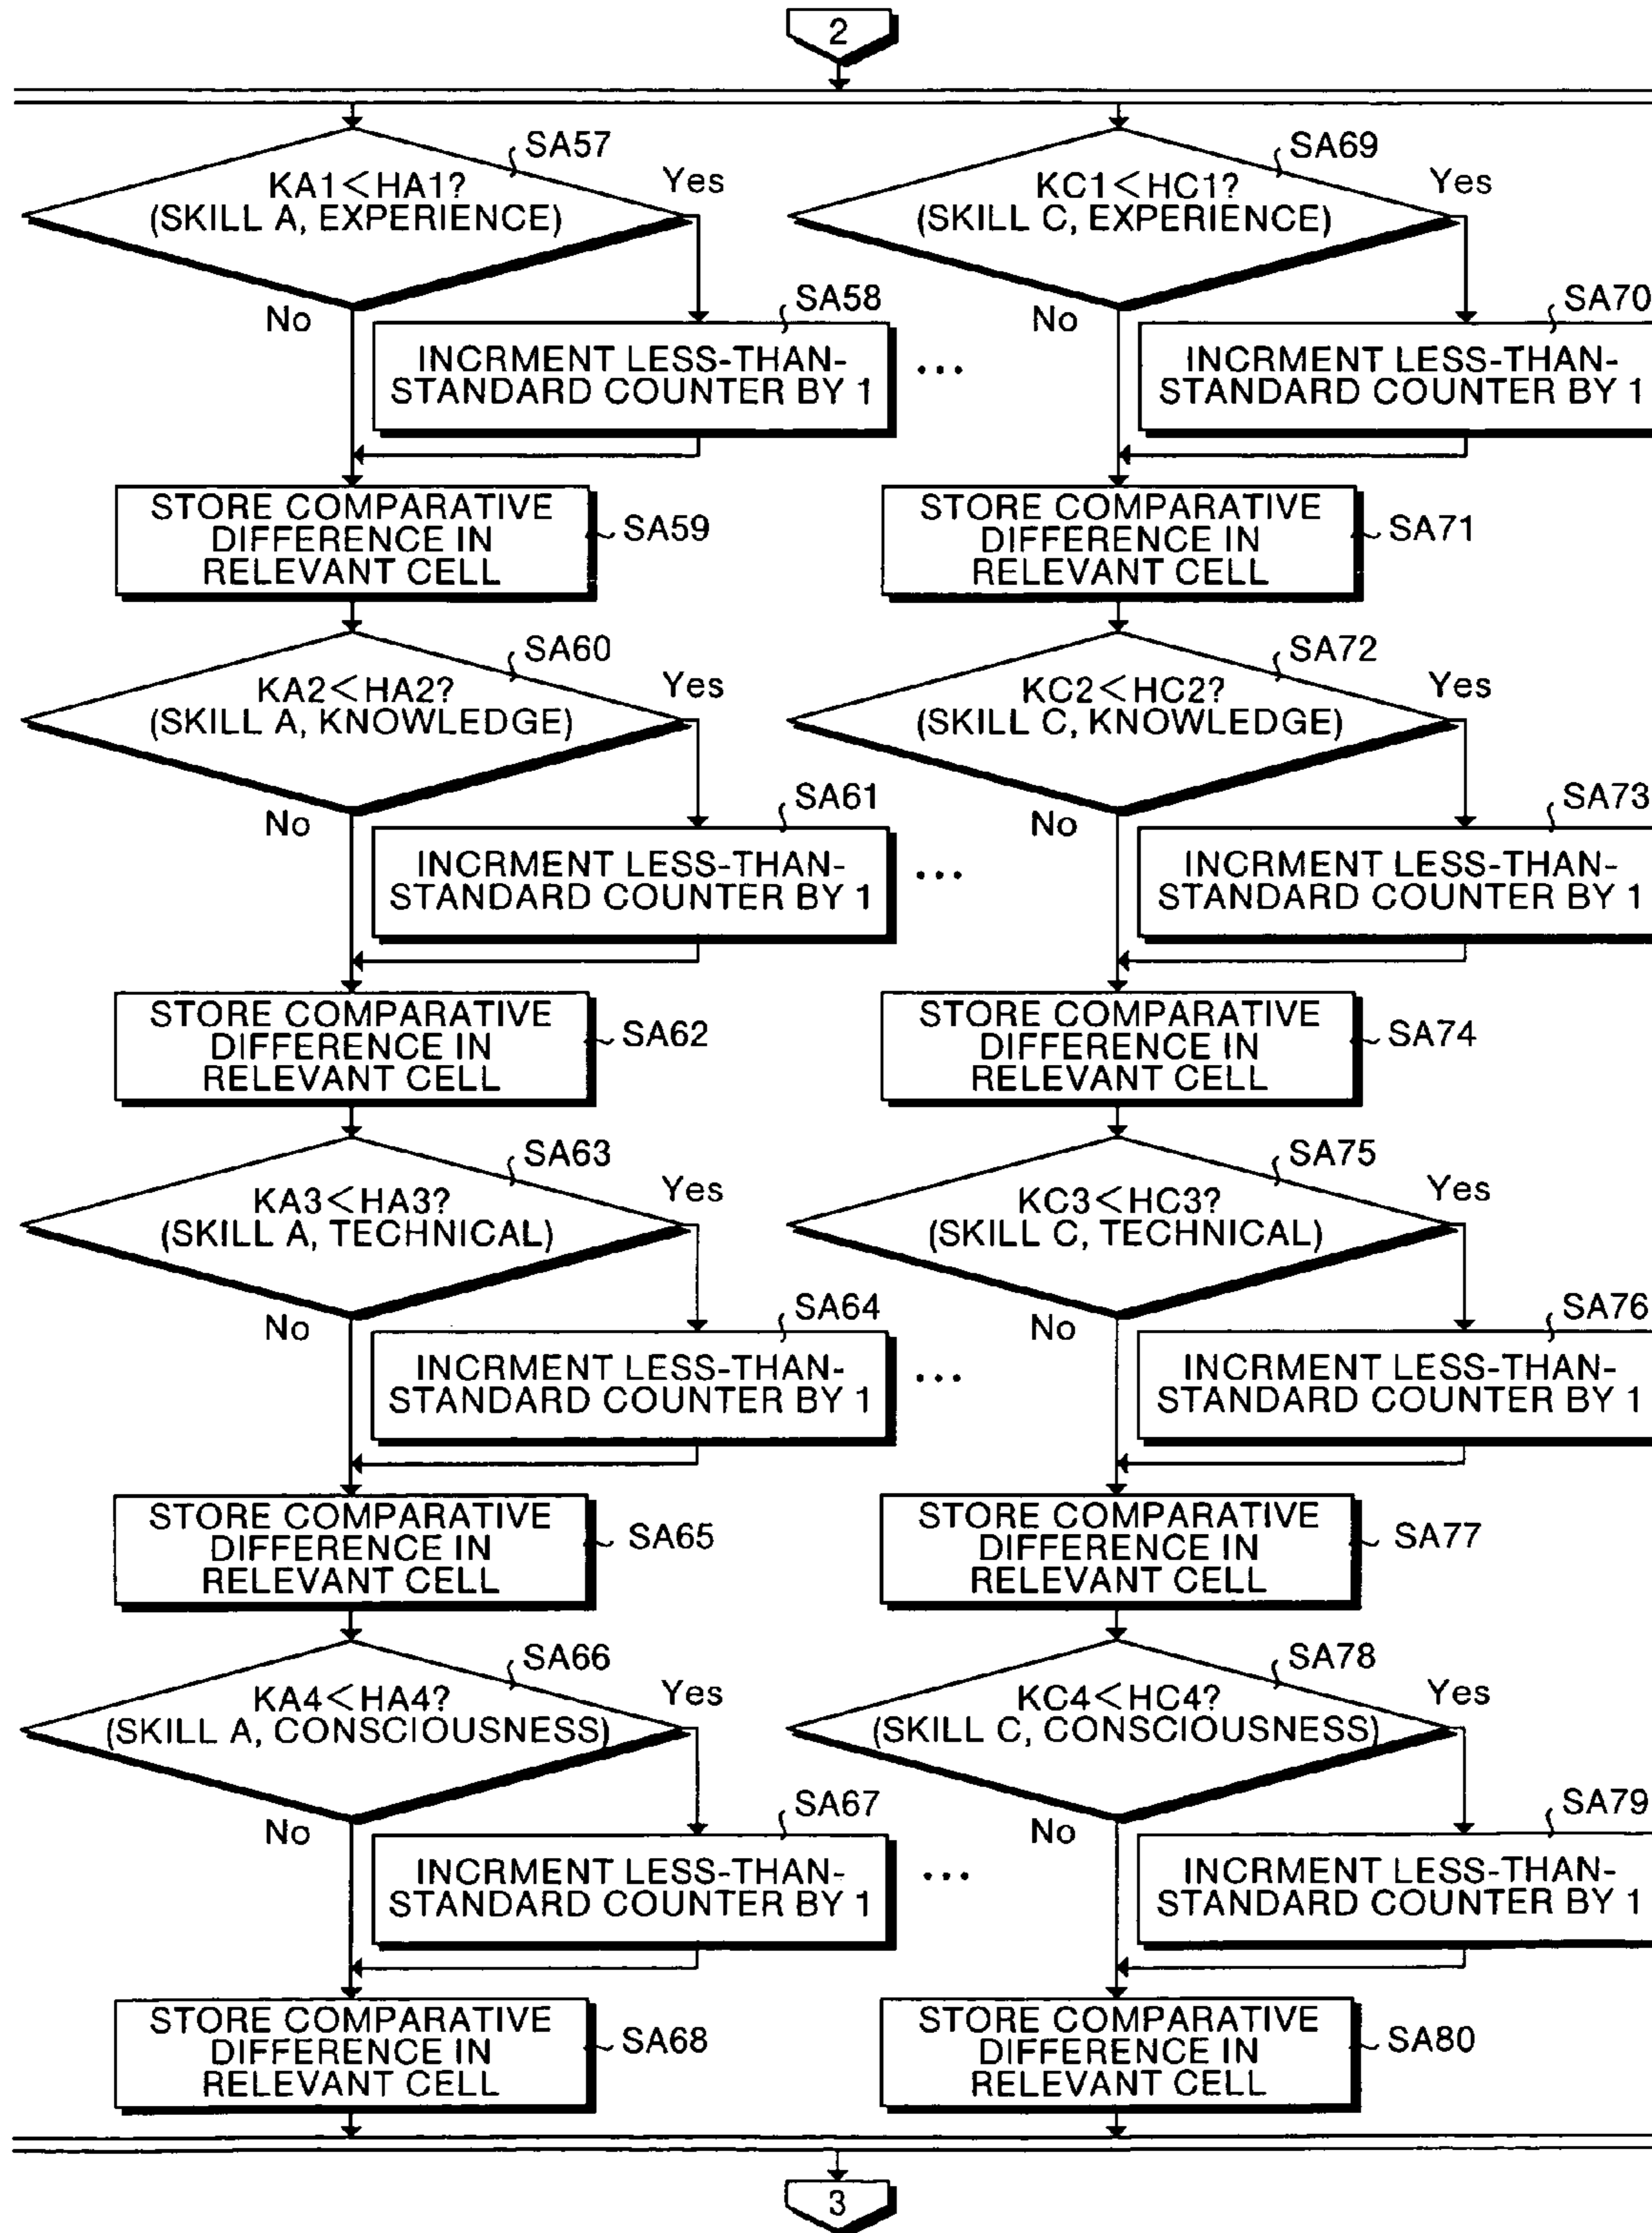 2
SA57
KA1<HA1?
(SKILL A, EXPERIENCE)
Yes
No
SA58
INCRMENT LESS-THAN-
STANDARD COUNTER BY 1
STORE COMPARATIVE
DIFFERENCE IN
RELEVANT CELL
SA59
SA60
KA2<HA2?
(SKILL A, KNOWLEDGE)
Yes
No
SA61
INCRMENT LESS-THAN-
STANDARD COUNTER BY 1
STORE COMPARATIVE
DIFFERENCE IN
RELEVANT CELL
SA62
SA63
KA3<HA3?
(SKILL A, TECHNICAL)
Yes
No
SA64
INCRMENT LESS-THAN-
STANDARD COUNTER BY 1
STORE COMPARATIVE
DIFFERENCE IN
RELEVANT CELL
SA65
SA66
KA4<HA4?
(SKILL A, CONSCIOUSNESS)
Yes
No
SA67
INCRMENT LESS-THAN-
STANDARD COUNTER BY 1
STORE COMPARATIVE
DIFFERENCE IN
RELEVANT CELL
SA68
...
...
...
...
SA69
KC1<HC1?
(SKILL C, EXPERIENCE)
Yes
No
SA70
INCRMENT LESS-THAN-
STANDARD COUNTER BY 1
STORE COMPARATIVE
DIFFERENCE IN
RELEVANT CELL
SA71
SA72
KC2<HC2?
(SKILL C, KNOWLEDGE)
Yes
No
SA73
INCRMENT LESS-THAN-
STANDARD COUNTER BY 1
STORE COMPARATIVE
DIFFERENCE IN
RELEVANT CELL
SA74
SA75
KC3<HC3?
(SKILL C, TECHNICAL)
Yes
No
SA76
INCRMENT LESS-THAN-
STANDARD COUNTER BY 1
STORE COMPARATIVE
DIFFERENCE IN
RELEVANT CELL
SA77
SA78
KC4<HC4?
(SKILL C, CONSCIOUSNESS)
Yes
No
SA79
INCRMENT LESS-THAN-
STANDARD COUNTER BY 1
STORE COMPARATIVE
DIFFERENCE IN
RELEVANT CELL
SA80
3